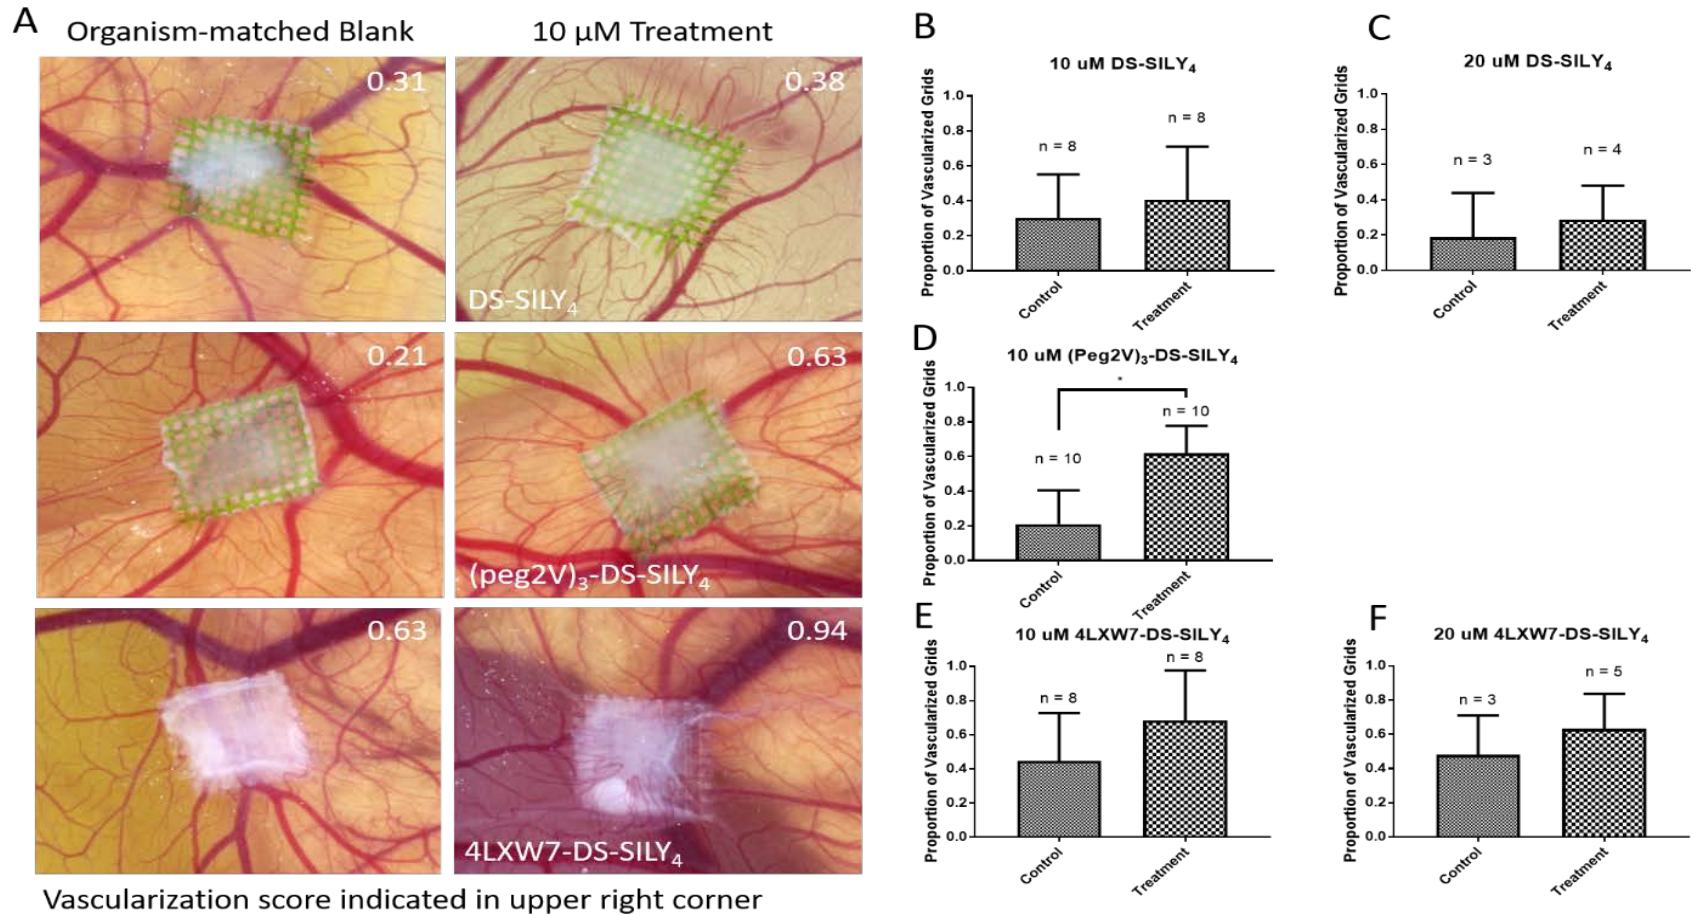 A
Organism-matched Blank
10 µM Treatment
0.31
0.38
DS-SILY₄
0.21
0.63
(peg2V)₃-DS-SILY₄
0.63
0.94
4LXW7-DS-SILY₄
Vascularization score indicated in upper right corner
B
10 uM DS-SILY₄
Proportion of Vascularized Grids
1.0
0.8
0.6
0.4
0.2
0.0
n = 8
n = 8
Control
Treatment
C
20 uM DS-SILY₄
Proportion of Vascularized Grids
1.0
0.8
0.6
0.4
0.2
0.0
n = 3
n = 4
Control
Treatment
D
10 uM (Peg2V)₃-DS-SILY₄
Proportion of Vascularized Grids
1.0
0.8
0.6
0.4
0.2
0.0
*
n = 10
n = 10
Control
Treatment
E
10 uM 4LXW7-DS-SILY₄
Proportion of Vascularized Grids
1.0
0.8
0.6
0.4
0.2
0.0
n = 8
n = 8
Control
Treatment
F
20 uM 4LXW7-DS-SILY₄
Proportion of Vascularized Grids
1.0
0.8
0.6
0.4
0.2
0.0
n = 3
n = 5
Control
Treatment